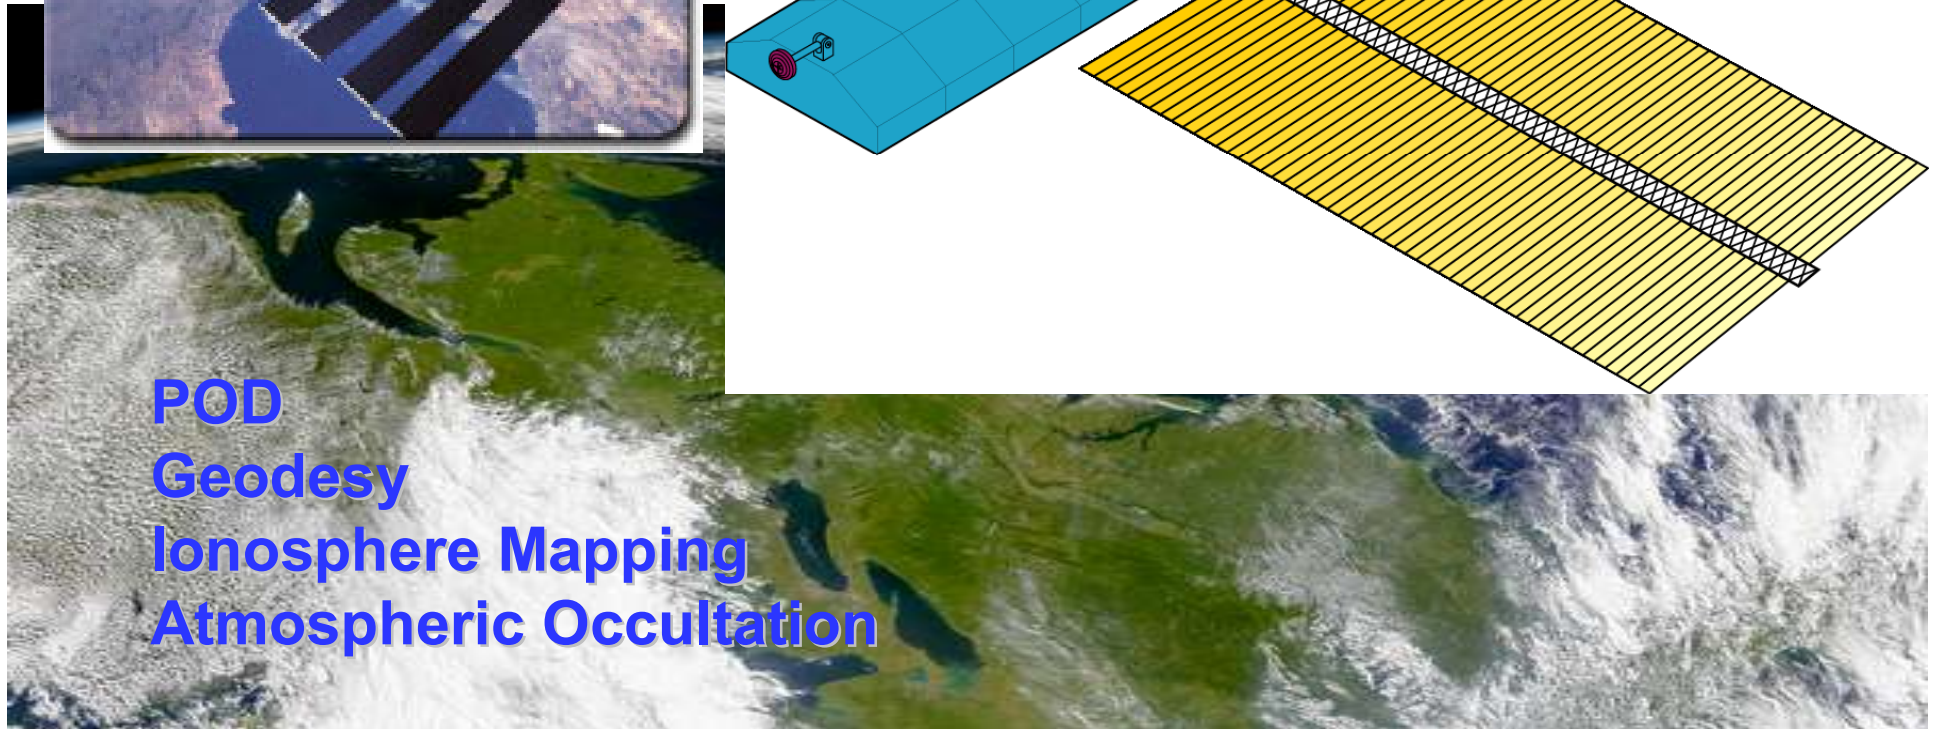 POD
Geodesy
Ionosphere Mapping
Atmospheric Occultation